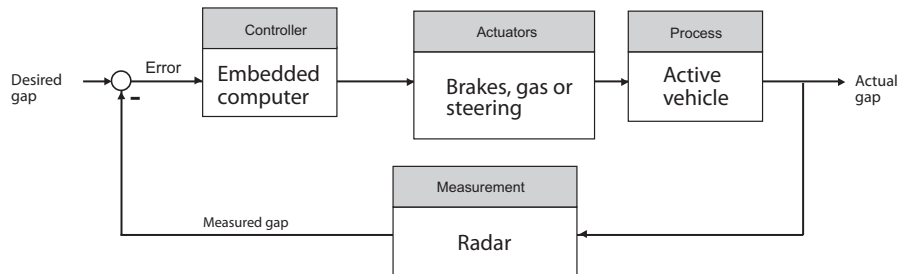 Controller
Actuators
Process
Desired
gap
Error
Embedded
computer
Brakes, gas or
steering
Active
vehicle
Actual
gap
-
Measurement
Measured gap
Radar